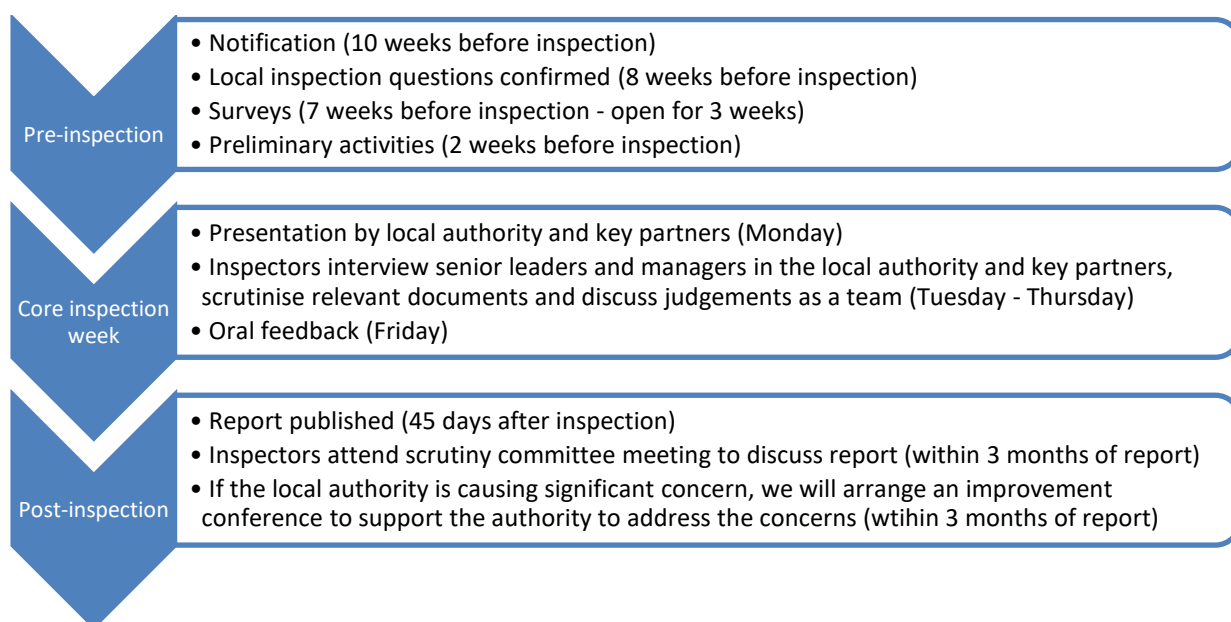 Pre-inspection
• Notification (10 weeks before inspection)
• Local inspection questions confirmed (8 weeks before inspection)
• Surveys (7 weeks before inspection - open for 3 weeks)
• Preliminary activities (2 weeks before inspection)
Core inspection
week
• Presentation by local authority and key partners (Monday)
• Inspectors interview senior leaders and managers in the local authority and key partners,
scrutinise relevant documents and discuss judgements as a team (Tuesday - Thursday)
• Oral feedback (Friday)
Post-inspection
• Report published (45 days after inspection)
• Inspectors attend scrutiny committee meeting to discuss report (within 3 months of report)
• If the local authority is causing significant concern, we will arrange an improvement
conference to support the authority to address the concerns (wtihin 3 months of report)